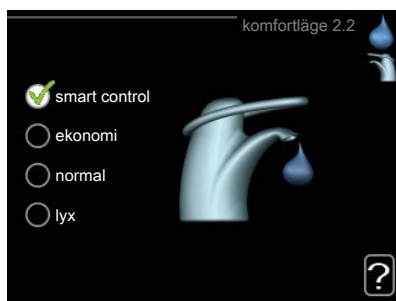 komfortläge 2.2
smart control
ekonomi
normal
lyx
?